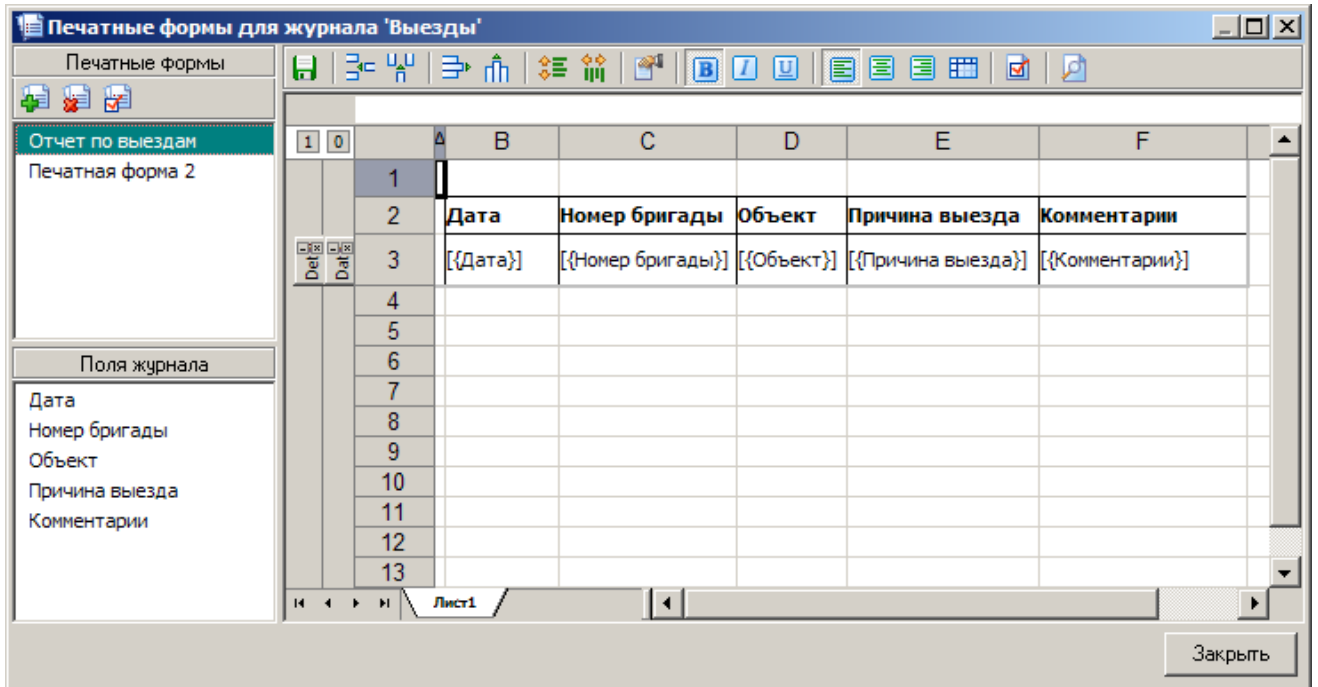 Печатные формы для журнала 'Выезды'
Печатные формы
Отчет по выездам
Печатная форма 2
Поля журнала
Дата
Номер бригады
Объект
Причина выезда
Комментарии
B I U
1 0
A B C D E F
1
2 Дата Номер бригады Объект Причина выезда Комментарии
Det Dat
3 [{Дата}] [{Номер бригады}] [{Объект}] [{Причина выезда}] [{Комментарии}]
4
5
6
7
8
9
10
11
12
13
Лист1
Закрыть